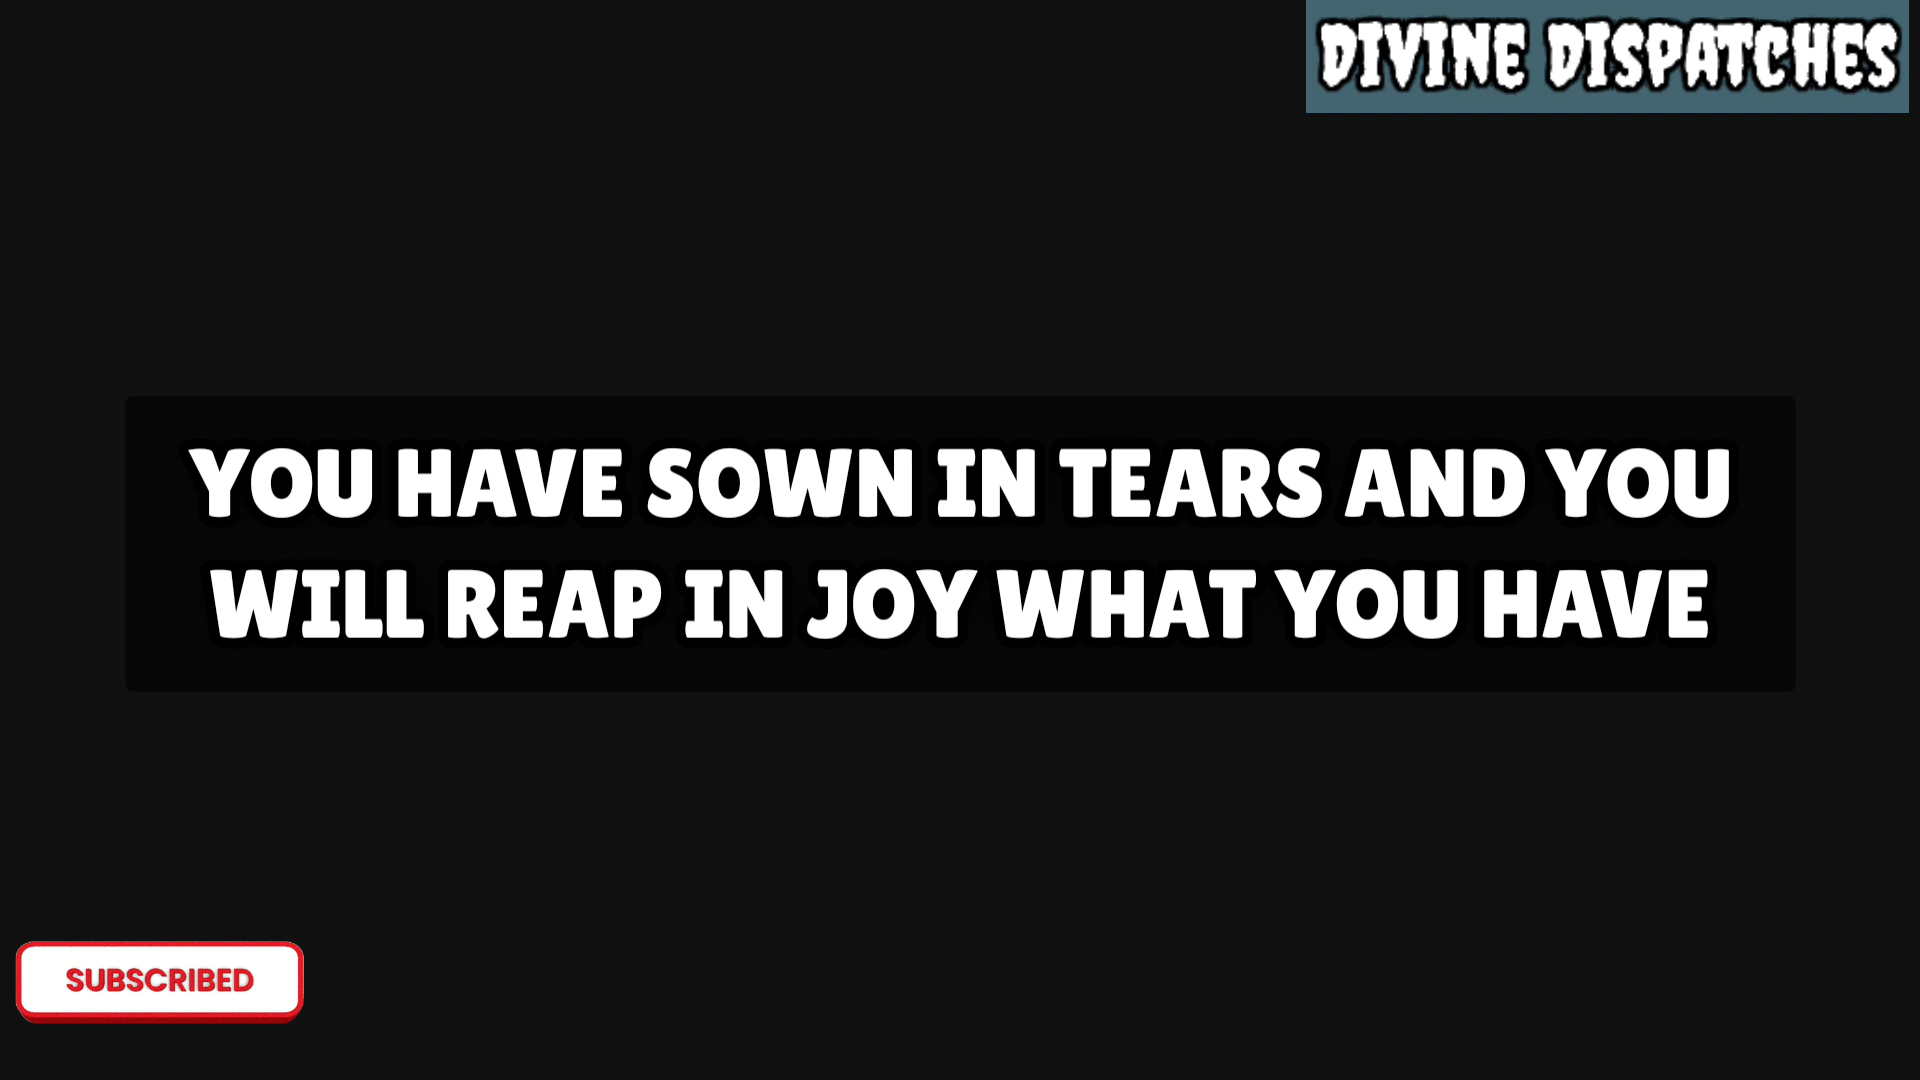 DIVINE DISPATCHES
YOU HAVE SOWN IN TEARS AND YOU
WILL REAP IN JOY WHAT YOU HAVE
SUBSCRIBED